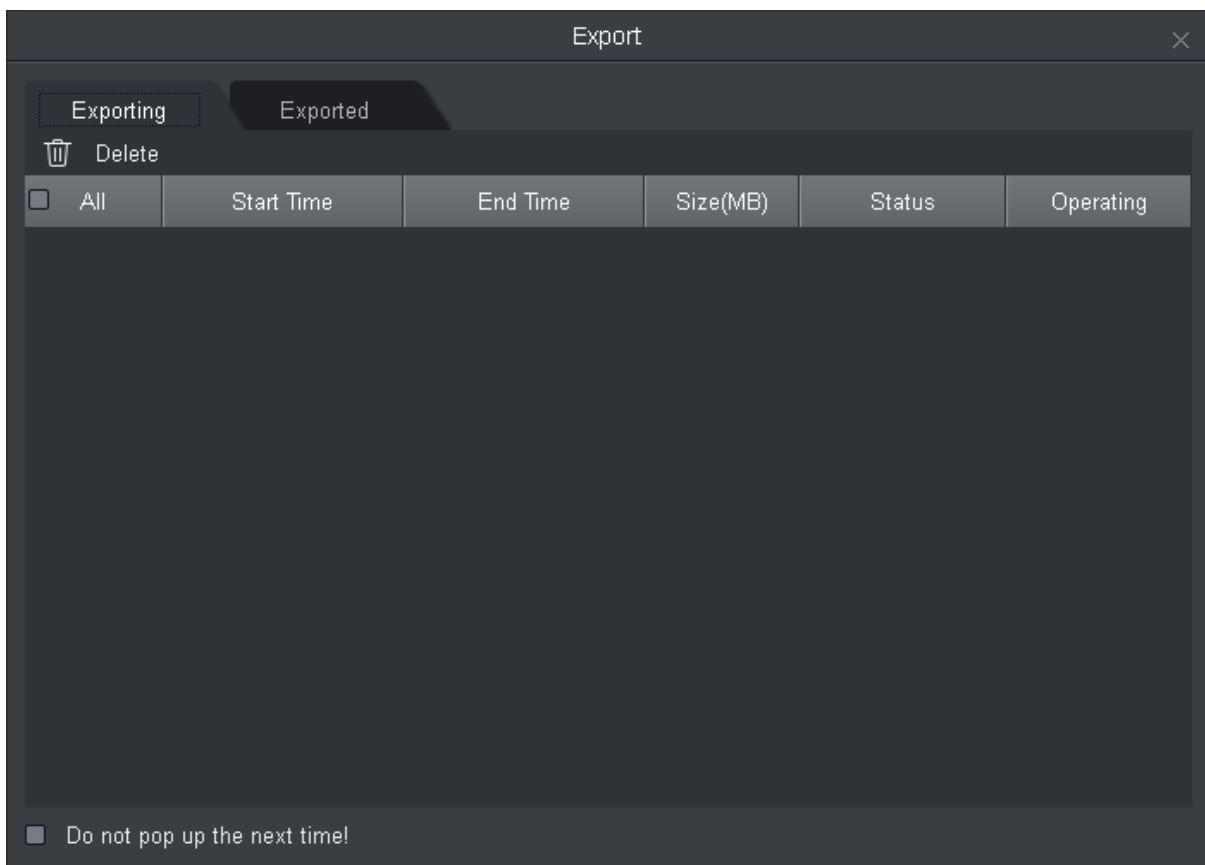 Export
Exporting Exported
Delete
All Start Time End Time Size(MB) Status Operating
Do not pop up the next time!